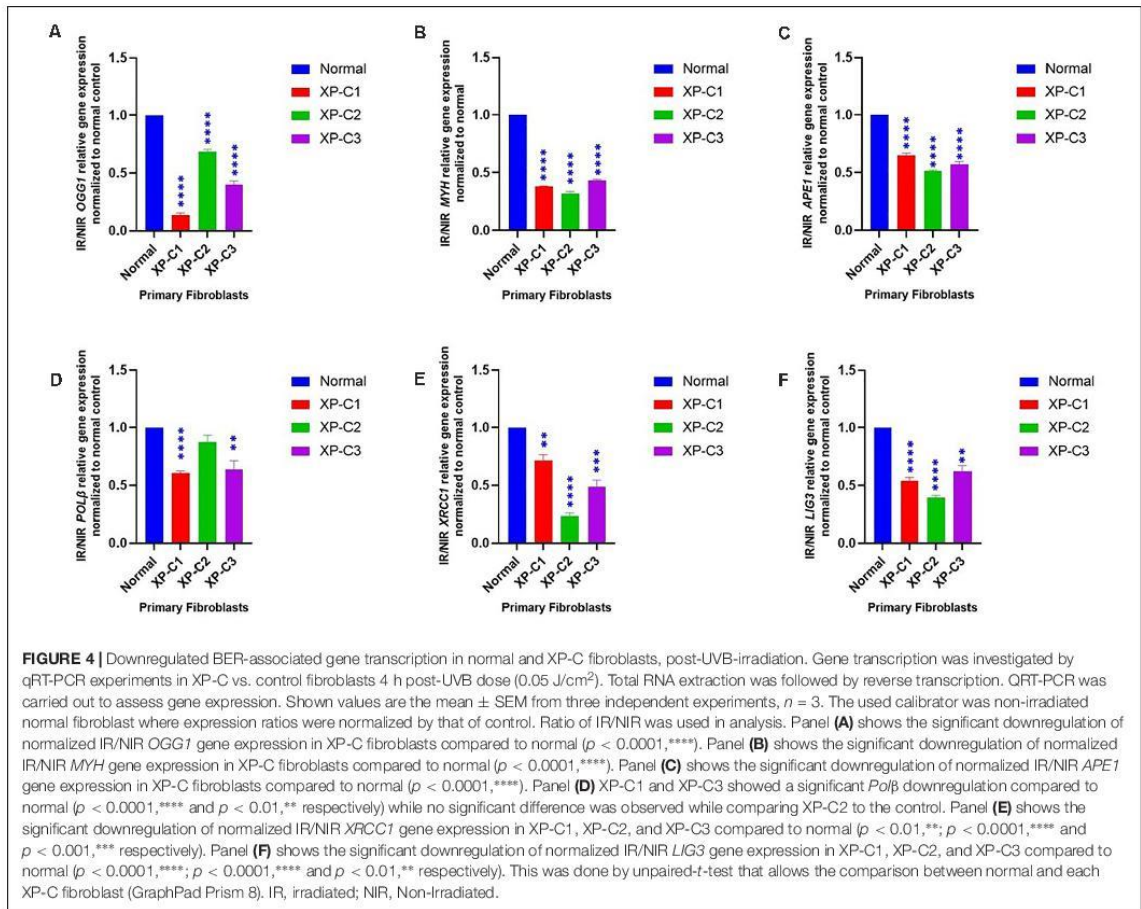 A
IR/NIR OGG1 relative gene expression
normalized to normal control
1.5
1.0
0.5
0.0
****
****
****
Normal
XP-C1
XP-C2
XP-C3
Primary Fibroblasts
Normal
XP-C1
XP-C2
XP-C3
B
IR/NIR MYH relative gene expression
normalized to normal
1.5
1.0
0.5
0.0
****
****
****
Normal
XP-C1
XP-C2
XP-C3
Primary Fibroblasts
Normal
XP-C1
XP-C2
XP-C3
C
IR/NIR APE1 relative gene expression
normalized to normal control
1.5
1.0
0.5
0.0
****
****
****
Normal
XP-C1
XP-C2
XP-C3
Primary Fibroblasts
Normal
XP-C1
XP-C2
XP-C3
D
IR/NIR POLβ relative gene expression
normalized to normal control
1.5
1.0
0.5
0.0
****
**
Normal
XP-C1
XP-C2
XP-C3
Primary Fibroblasts
Normal
XP-C1
XP-C2
XP-C3
E
IR/NIR XRCC1 relative gene expression
normalized to normal control
1.5
1.0
0.5
0.0
**
****
***
Normal
XP-C1
XP-C2
XP-C3
Primary Fibroblasts
Normal
XP-C1
XP-C2
XP-C3
F
IR/NIR LIG3 relative gene expression
normalized to normal control
1.5
1.0
0.5
0.0
****
****
**
Normal
XP-C1
XP-C2
XP-C3
Primary Fibroblasts
Normal
XP-C1
XP-C2
XP-C3
FIGURE 4 | Downregulated BER-associated gene transcription in normal and XP-C fibroblasts, post-UVB-irradiation. Gene transcription was investigated by
qRT-PCR experiments in XP-C vs. control fibroblasts 4 h post-UVB dose (0.05 J/cm²). Total RNA extraction was followed by reverse transcription. QRT-PCR was
carried out to assess gene expression. Shown values are the mean ± SEM from three independent experiments, n = 3. The used calibrator was non-irradiated
normal fibroblast where expression ratios were normalized by that of control. Ratio of IR/NIR was used in analysis. Panel (A) shows the significant downregulation of
normalized IR/NIR OGG1 gene expression in XP-C fibroblasts compared to normal (p < 0.0001,****). Panel (B) shows the significant downregulation of normalized
IR/NIR MYH gene expression in XP-C fibroblasts compared to normal (p < 0.0001,****). Panel (C) shows the significant downregulation of normalized IR/NIR APE1
gene expression in XP-C fibroblasts compared to normal (p < 0.0001,****). Panel (D) XP-C1 and XP-C3 showed a significant Polβ downregulation compared to
normal (p < 0.0001,**** and p < 0.01,** respectively) while no significant difference was observed while comparing XP-C2 to the control. Panel (E) shows the
significant downregulation of normalized IR/NIR XRCC1 gene expression in XP-C1, XP-C2, and XP-C3 compared to normal (p < 0.01,**; p < 0.0001,**** and
p < 0.001,*** respectively). Panel (F) shows the significant downregulation of normalized IR/NIR LIG3 gene expression in XP-C1, XP-C2, and XP-C3 compared to
normal (p < 0.0001,****; p < 0.0001,**** and p < 0.01,** respectively). This was done by unpaired-t-test that allows the comparison between normal and each
XP-C fibroblast (GraphPad Prism 8). IR, irradiated; NIR, Non-Irradiated.